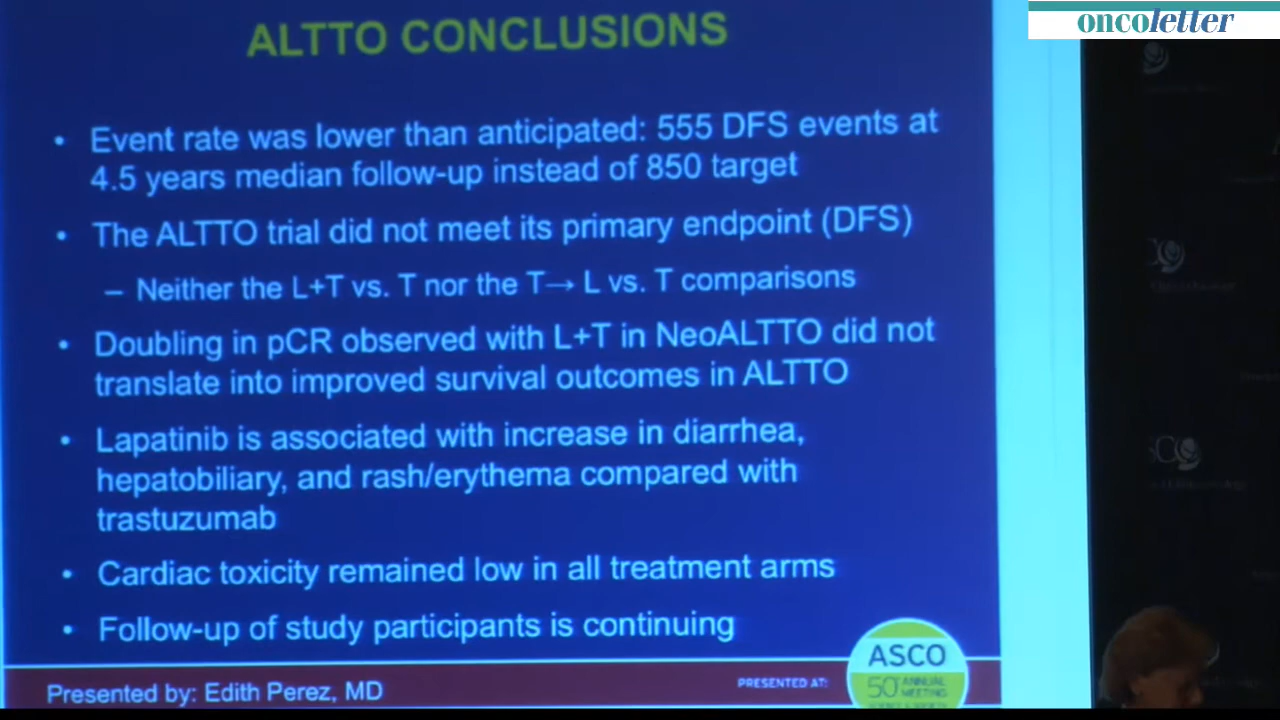 oncoletter
ALTTO CONCLUSIONS
• Event rate was lower than anticipated: 555 DFS events at
4.5 years median follow-up instead of 850 target
• The ALTTO trial did not meet its primary endpoint (DFS)
– Neither the L+T vs. T nor the T→ L vs. T comparisons
• Doubling in pCR observed with L+T in NeoALTTO did not
translate into improved survival outcomes in ALTTO
• Lapatinib is associated with increase in diarrhea,
hepatobiliary, and rash/erythema compared with
trastuzumab
• Cardiac toxicity remained low in all treatment arms
• Follow-up of study participants is continuing
Presented by: Edith Perez, MD
PRESENTED AT:
ASCO
50th ANNUAL
MEETING